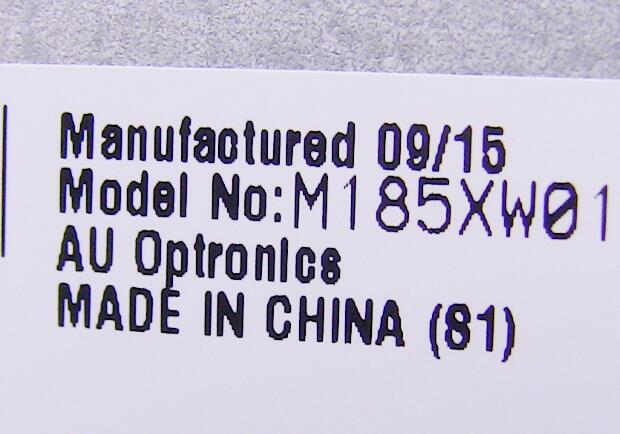 Manufactured 09/15
Model No:M185XW01
AU Optronics
MADE IN CHINA (S1)